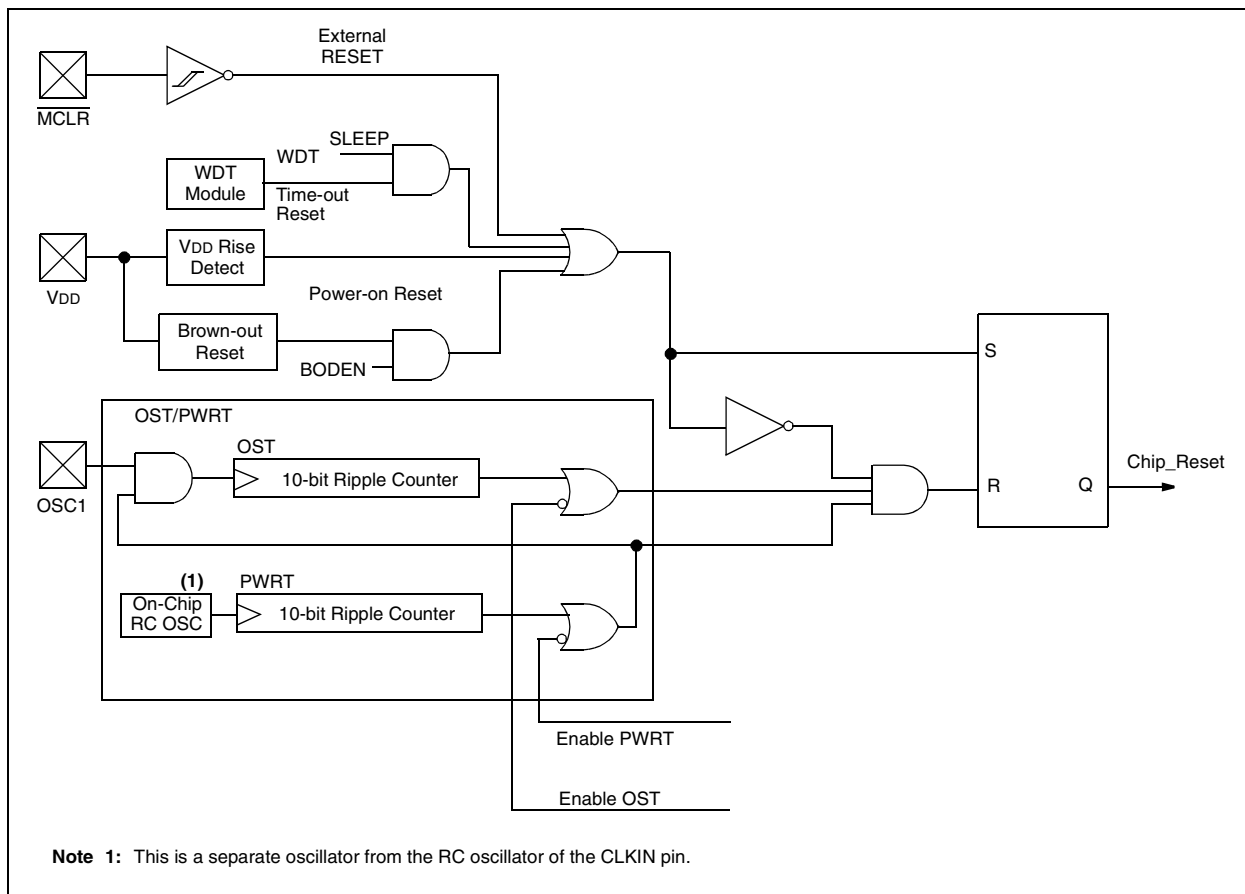 External
RESET
MCLR
SLEEP
WDT
WDT
Module
Time-out
Reset
VDD Rise
Detect
VDD
Power-on Reset
Brown-out
Reset
BODEN
S
OST/PWRT
OST
10-bit Ripple Counter
OSC1
Chip_Reset
R
Q
(1)
On-Chip
RC OSC
PWRT
10-bit Ripple Counter
Enable PWRT
Enable OST
Note 1: This is a separate oscillator from the RC oscillator of the CLKIN pin.